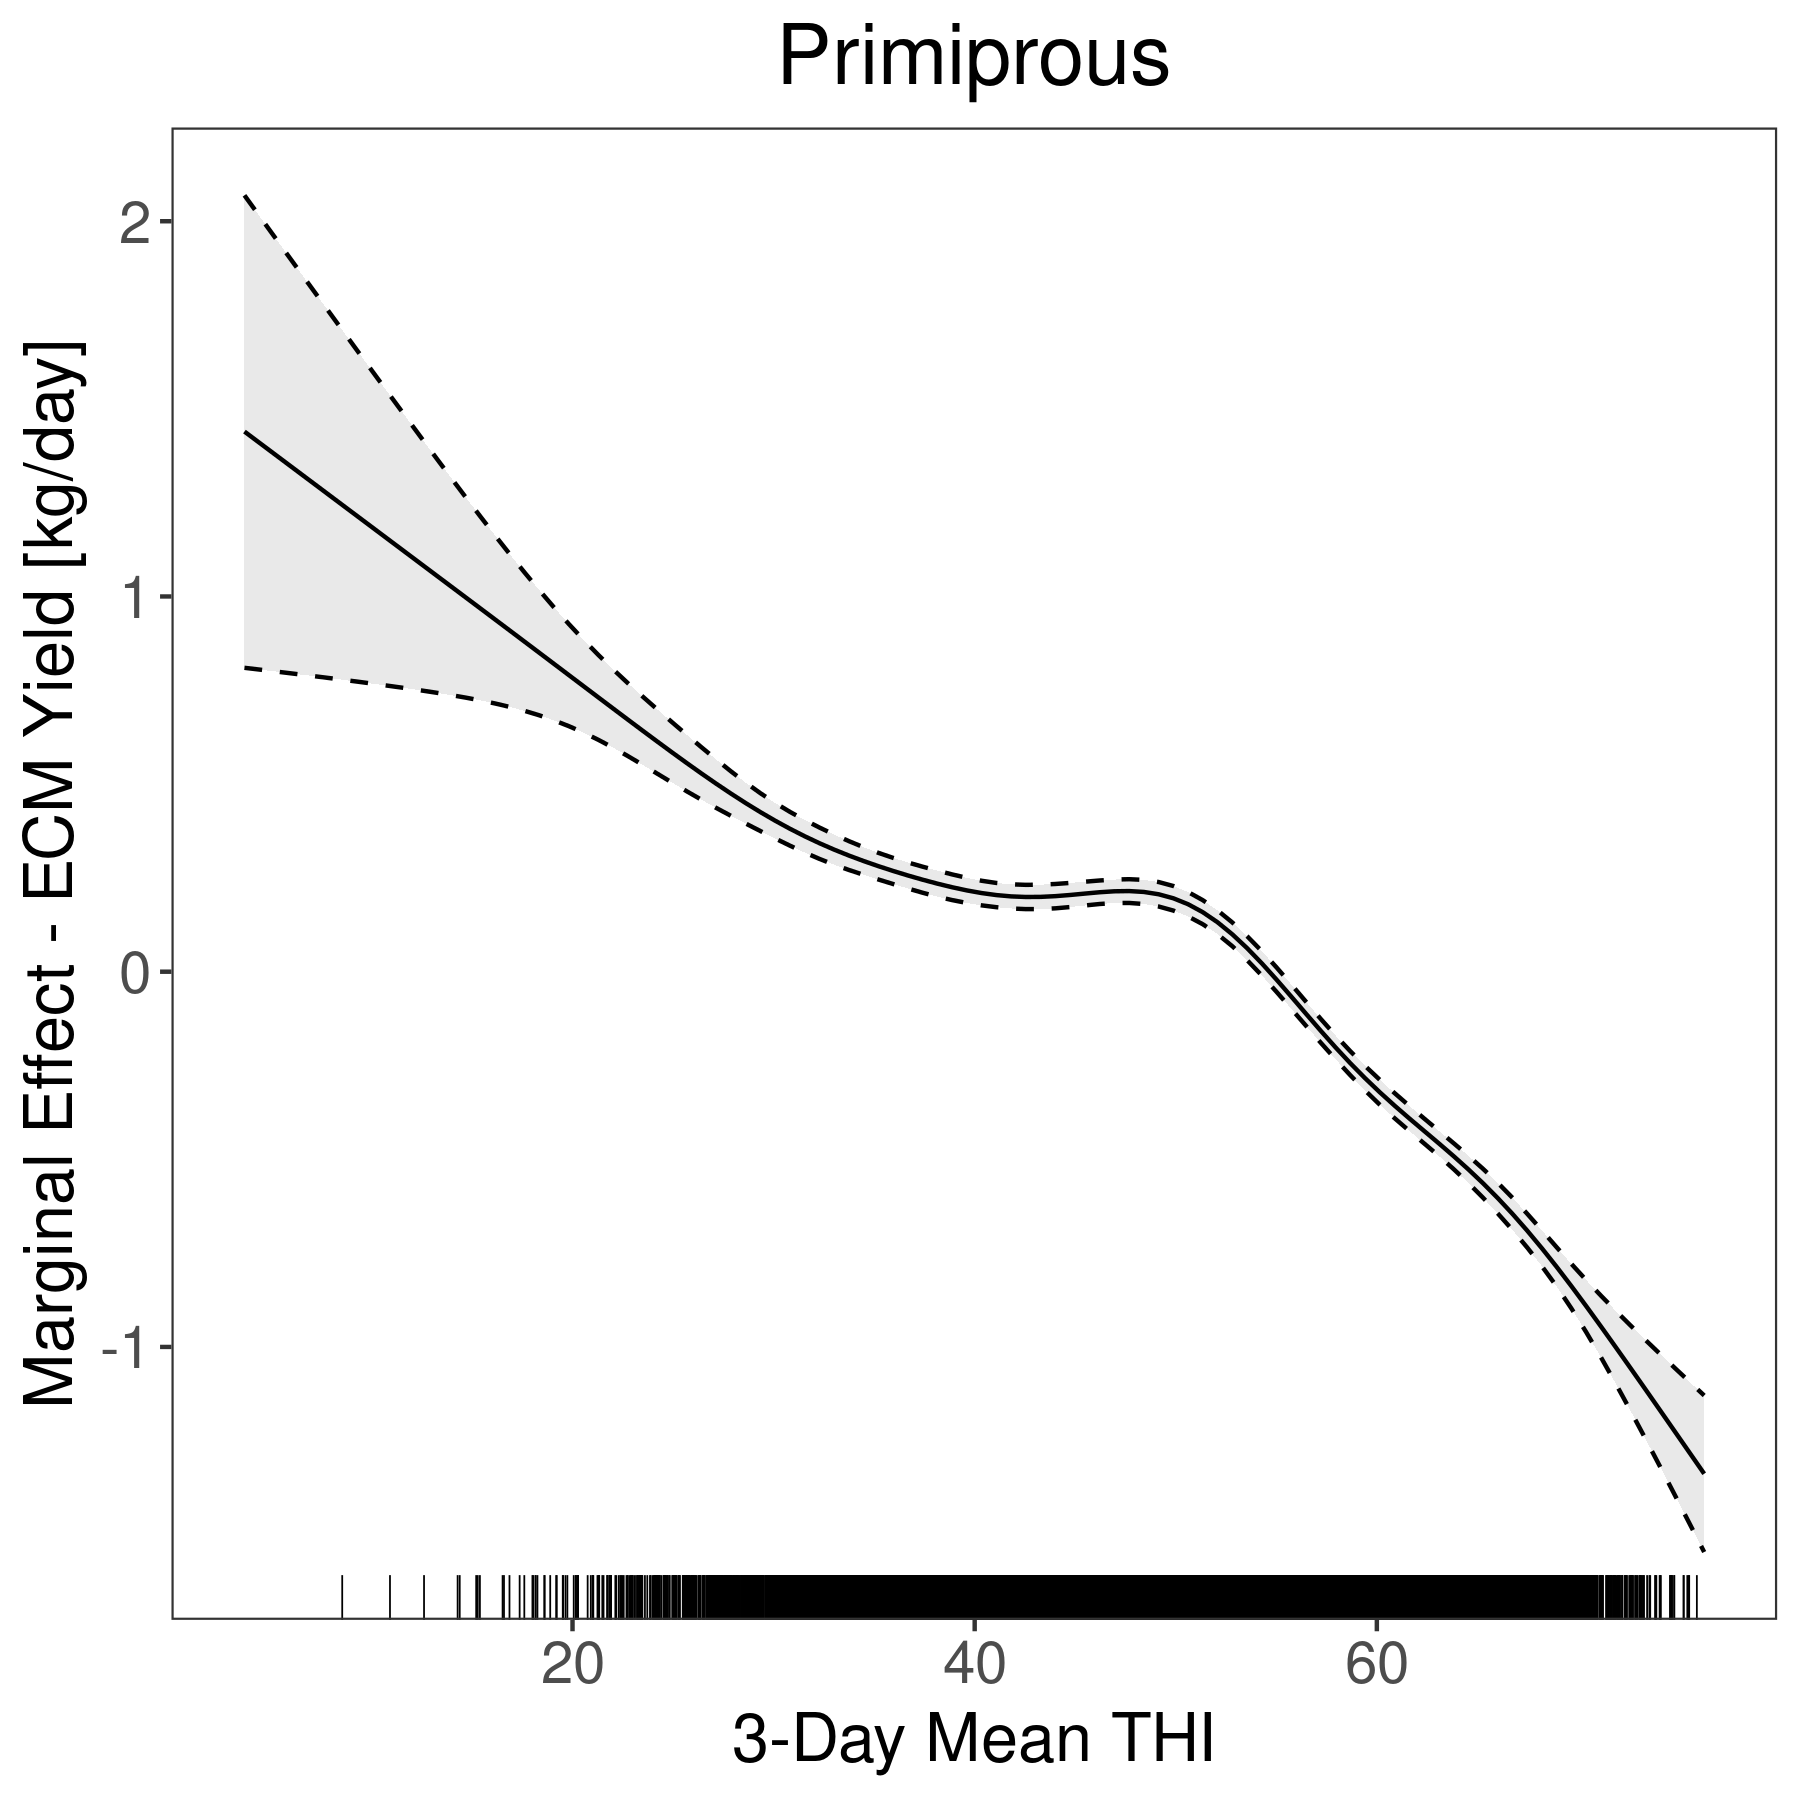 Primiprous
Marginal Effect - ECM Yield [kg/day]
2
1
0
-1
20 40 60
3-Day Mean THI